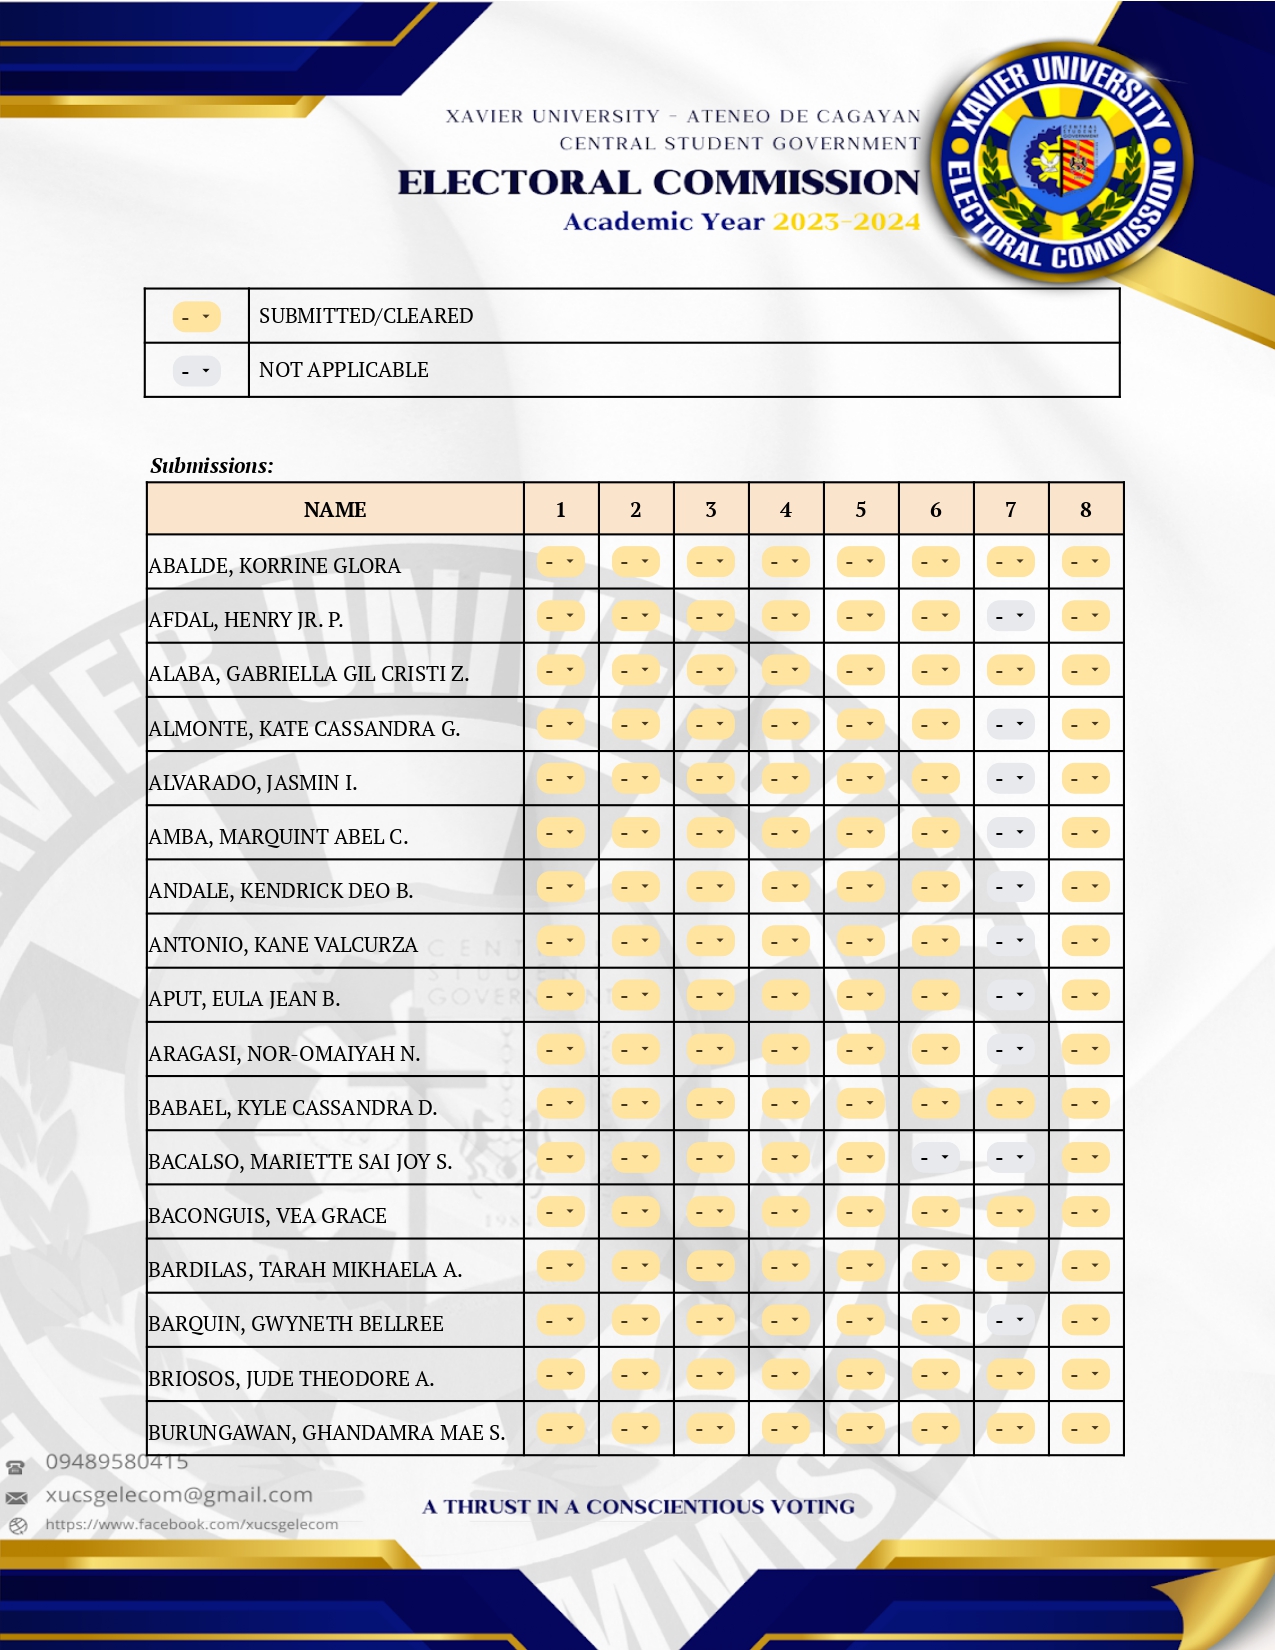 XAVIER UNIVERSITY - ATENEO DE CAGAYAN
CENTRAL STUDENT GOVERNMENT
ELECTORAL COMMISSION
Academic Year 2023-2024
XAVIER UNIVERSITY
ELECTORAL COMMISSION
CENTRAL
STUDENT
GOVERNMENT
- SUBMITTED/CLEARED
- NOT APPLICABLE
Submissions:
NAME 1 2 3 4 5 6 7 8
ABALDE, KORRINE GLORA - - - - - - - -
AFDAL, HENRY JR. P. - - - - - - - -
ALABA, GABRIELLA GIL CRISTI Z. - - - - - - - -
ALMONTE, KATE CASSANDRA G. - - - - - - - -
ALVARADO, JASMIN I. - - - - - - - -
AMBA, MARQUINT ABEL C. - - - - - - - -
ANDALE, KENDRICK DEO B. - - - - - - - -
ANTONIO, KANE VALCURZA - - - - - - - -
APUT, EULA JEAN B. - - - - - - - -
ARAGASI, NOR-OMAIYAH N. - - - - - - - -
BABAEL, KYLE CASSANDRA D. - - - - - - - -
BACALSO, MARIETTE SAI JOY S. - - - - - - - -
BACONGUIS, VEA GRACE - - - - - - - -
BARDILAS, TARAH MIKHAELA A. - - - - - - - -
BARQUIN, GWYNETH BELLREE - - - - - - - -
BRIOSOS, JUDE THEODORE A. - - - - - - - -
BURUNGAWAN, GHANDAMRA MAE S. - - - - - - - -
09489580415
xucsgelecom@gmail.com
https://www.facebook.com/xucsgelecom
A THRUST IN A CONSCIENTIOUS VOTING